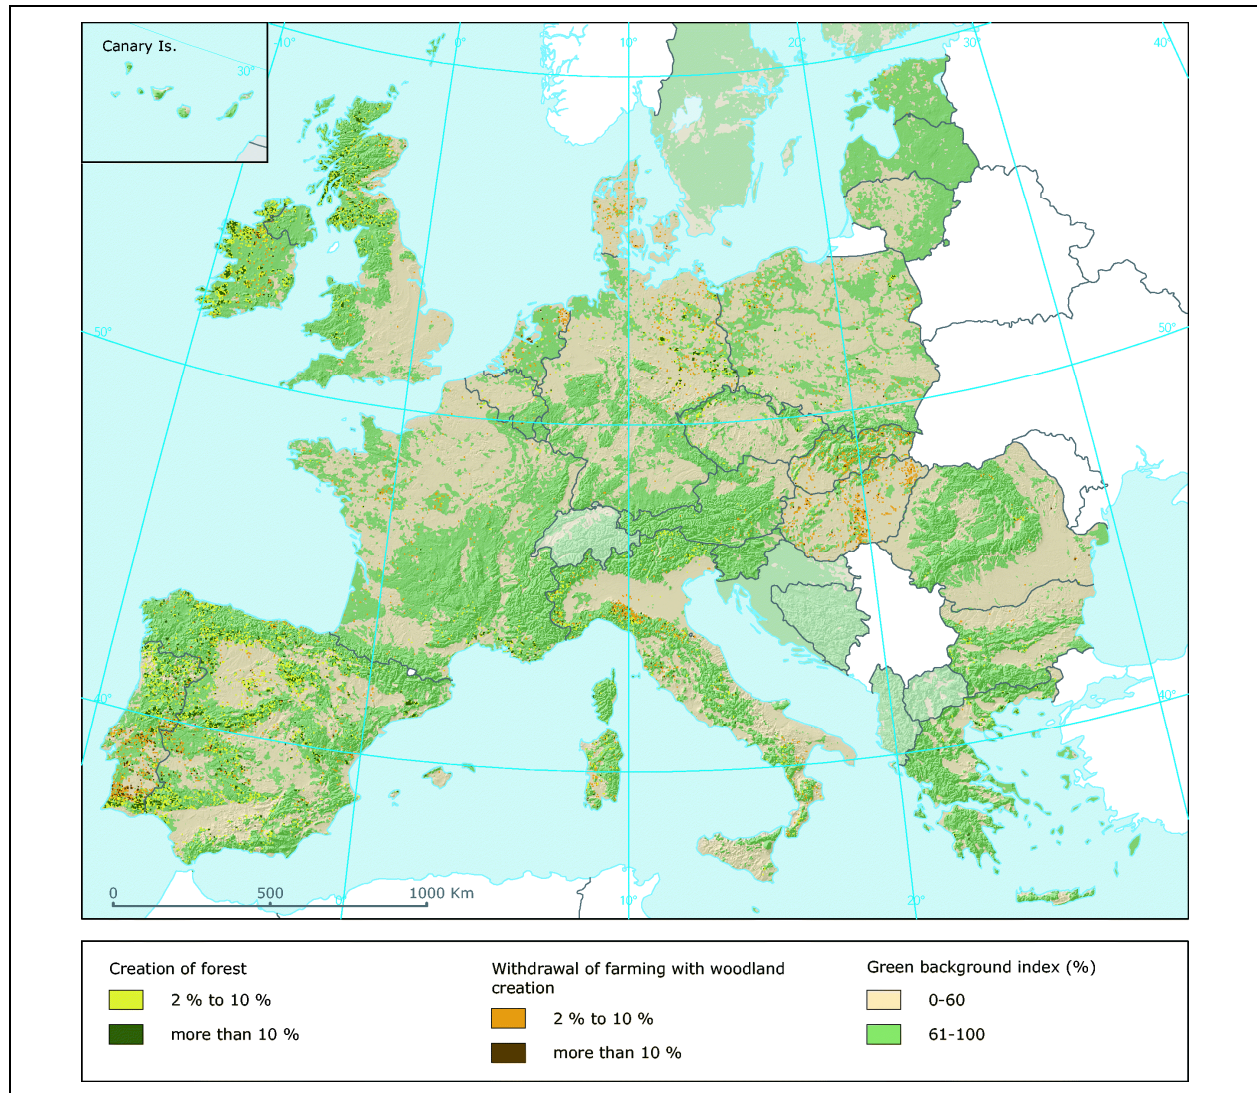 Canary Is.
10°
0°
10°
20°
30°
40°
30°
50°
50°
40°
40°
0
500
1000 Km
0°
10°
20°
Creation of forest
2 % to 10 %
more than 10 %
Withdrawal of farming with woodland
creation
2 % to 10 %
more than 10 %
Green background index (%)
0-60
61-100